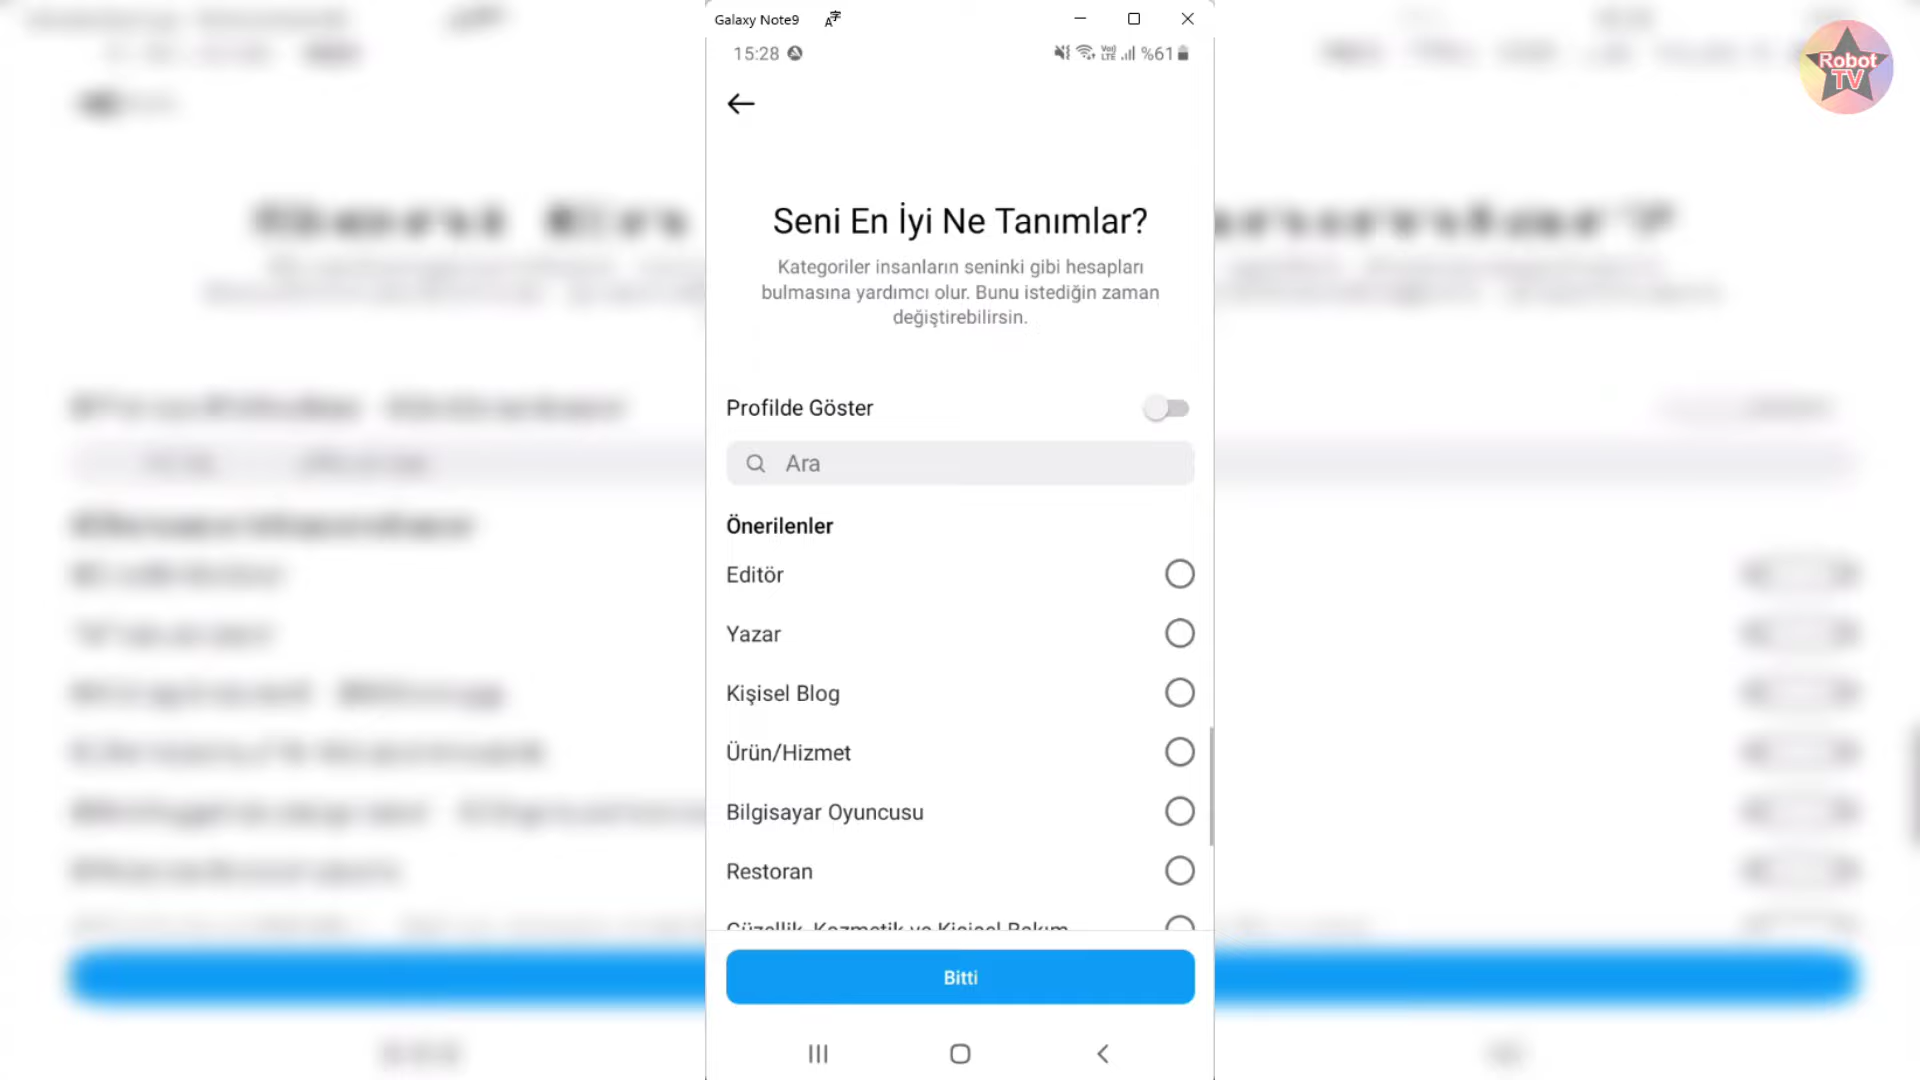 Galaxy Note9
15:28
%61
Robot
TV
Seni En İyi Ne Tanımlar?
Kategoriler insanların seninki gibi hesapları
bulmasına yardımcı olur. Bunu istediğin zaman
değiştirebilirsin.
Profilde Göster
Ara
Önerilenler
Editör
Yazar
Kişisel Blog
Ürün/Hizmet
Bilgisayar Oyuncusu
Restoran
Güzellik, Kozmetik ve Kişisel Bakım
Bitti